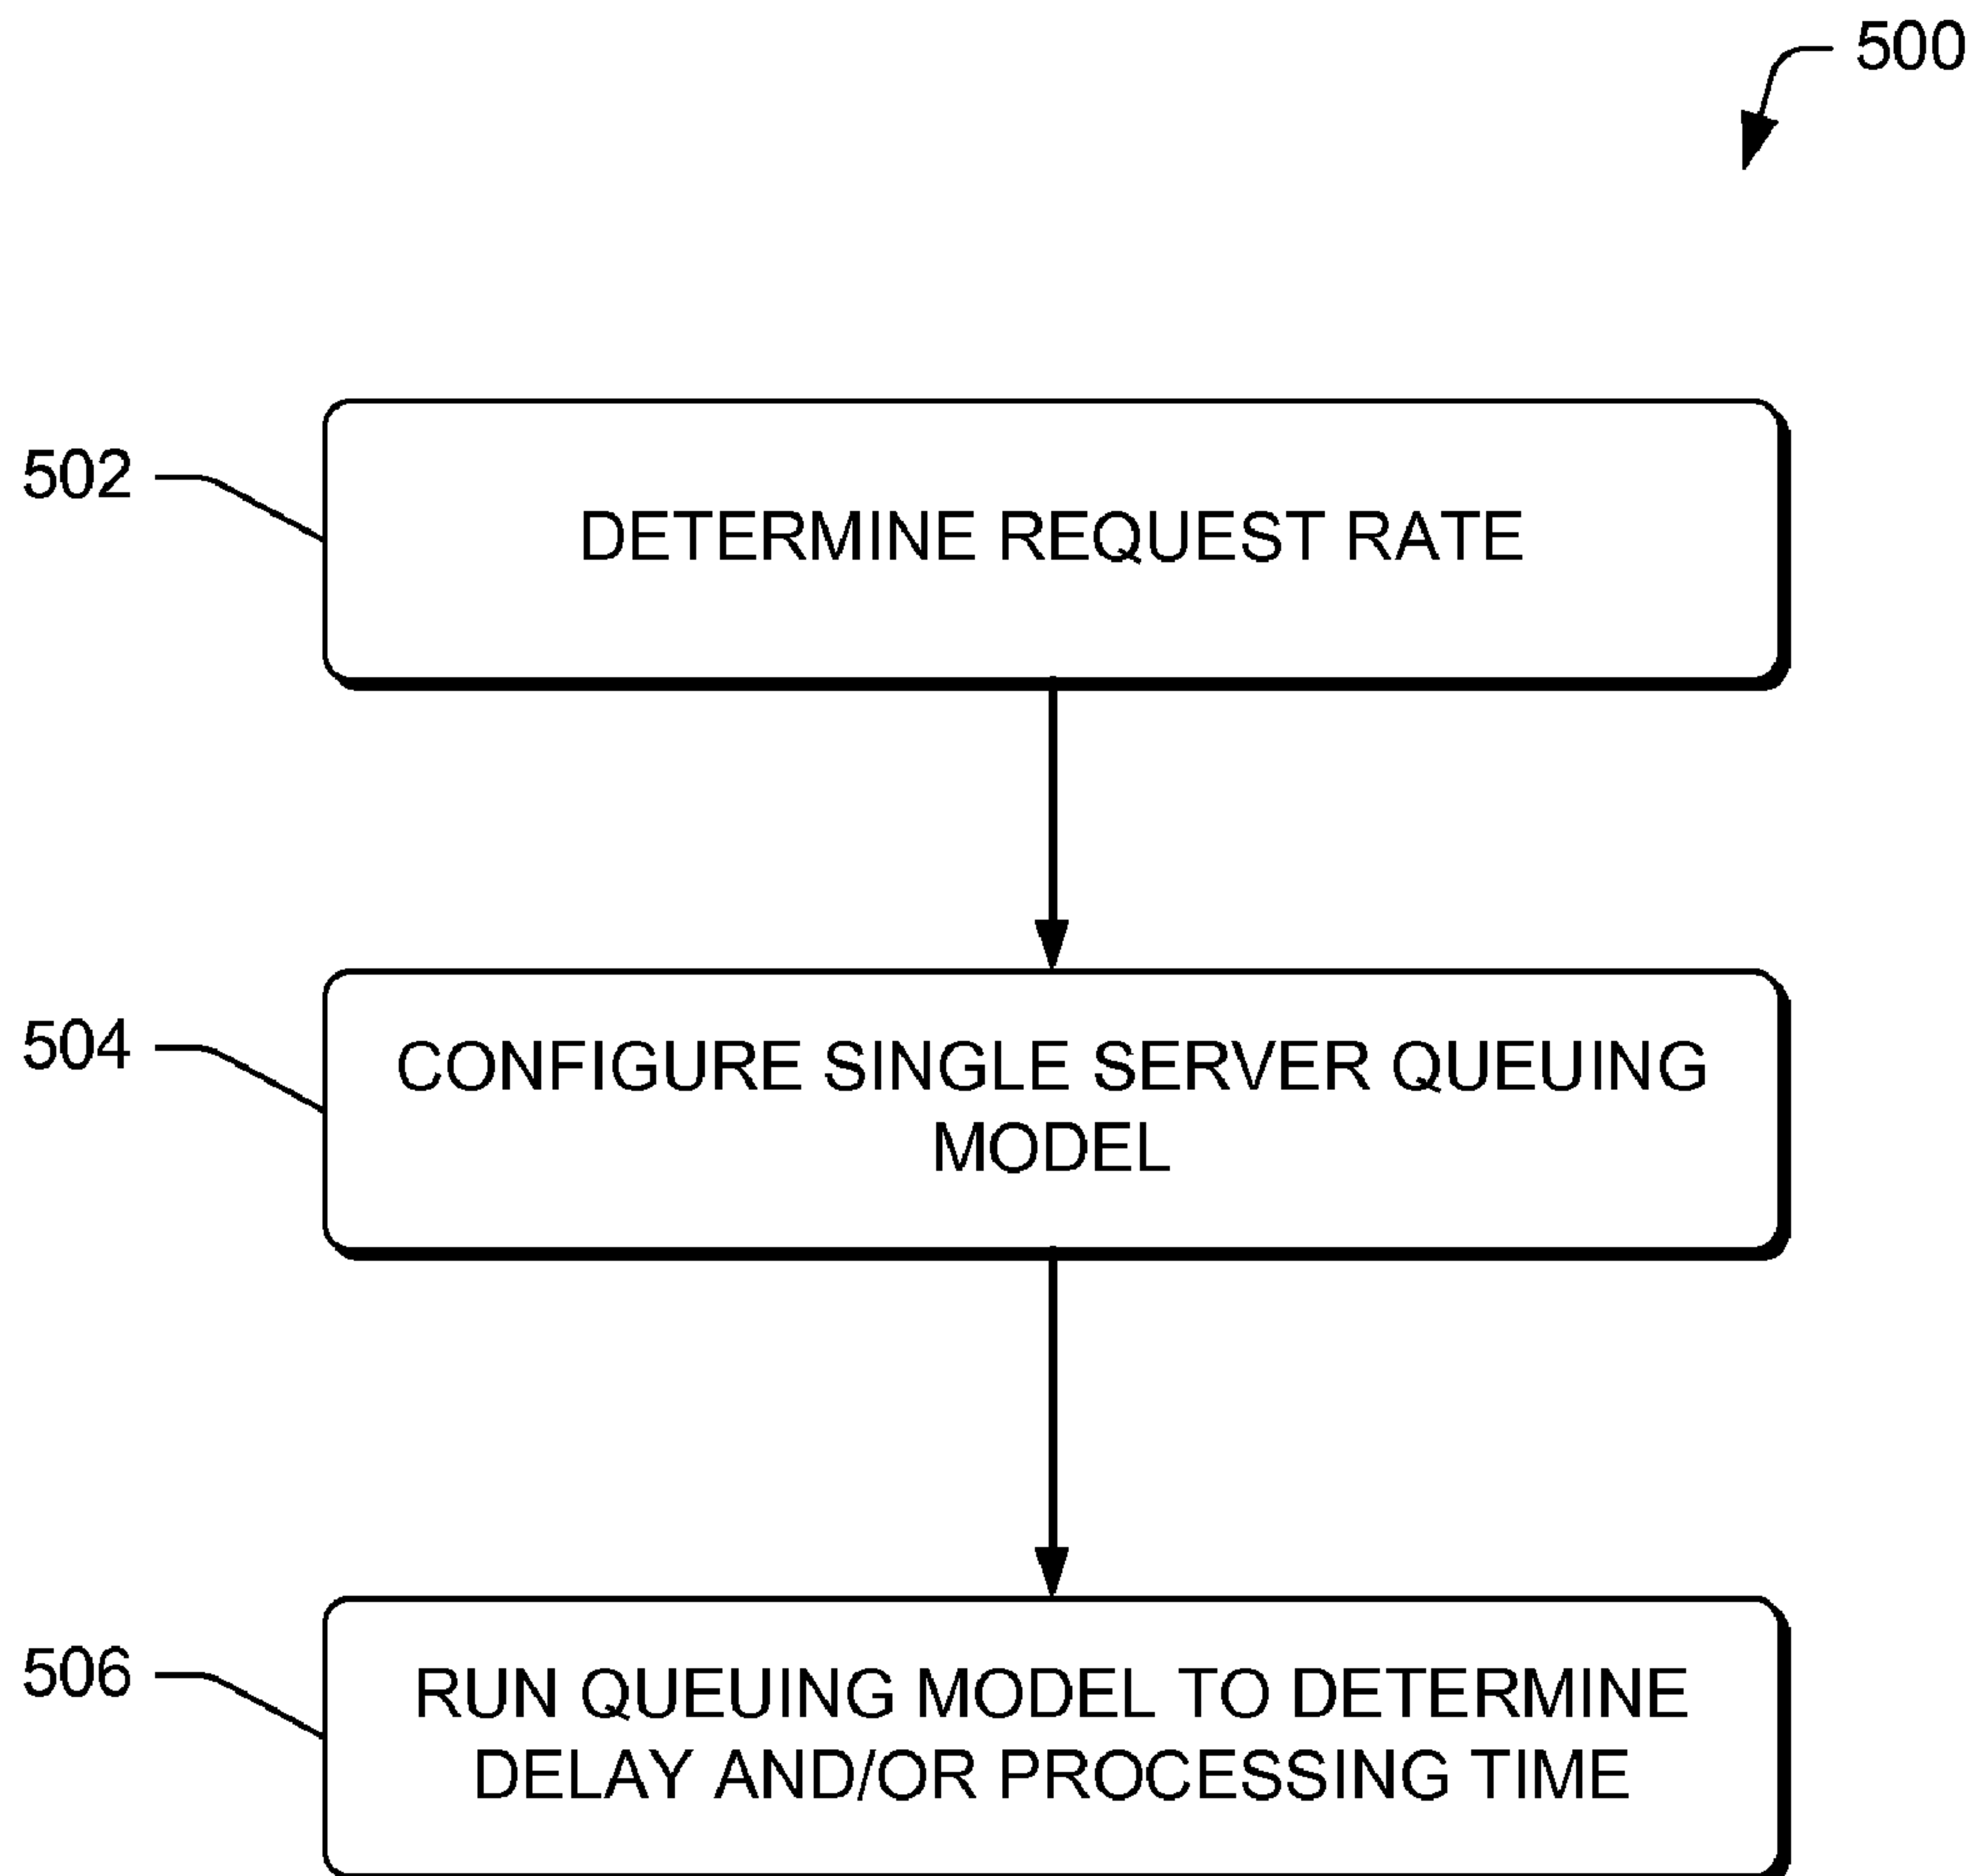 500
502
DETERMINE REQUEST RATE
504
CONFIGURE SINGLE SERVER QUEUING
MODEL
506
RUN QUEUING MODEL TO DETERMINE
DELAY AND/OR PROCESSING TIME